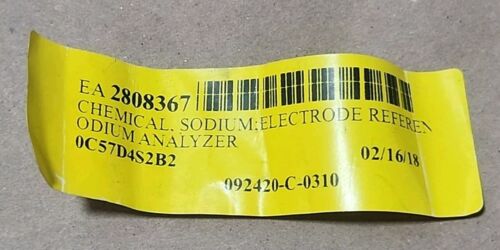 EA 2808367
CHEMICAL, SODIUM:ELECTRODE REFEREN
ODIUM ANALYZER
0C57D4S2B2 02/16/18
092420-C-0310